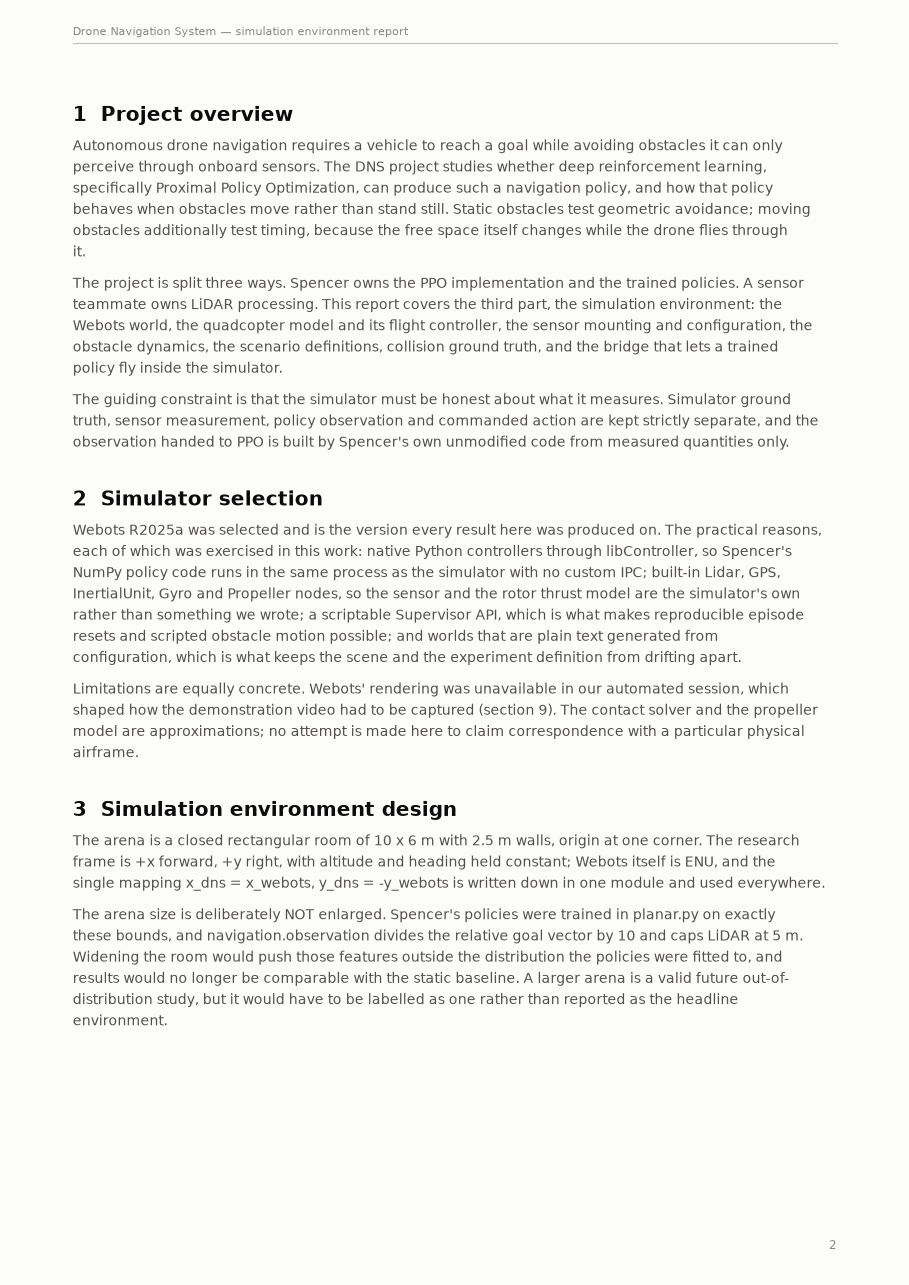 Drone Navigation System — simulation environment report
1 Project overview
Autonomous drone navigation requires a vehicle to reach a goal while avoiding obstacles it can only
perceive through onboard sensors. The DNS project studies whether deep reinforcement learning,
specifically Proximal Policy Optimization, can produce such a navigation policy, and how that policy
behaves when obstacles move rather than stand still. Static obstacles test geometric avoidance; moving
obstacles additionally test timing, because the free space itself changes while the drone flies through
it.
The project is split three ways. Spencer owns the PPO implementation and the trained policies. A sensor
teammate owns LiDAR processing. This report covers the third part, the simulation environment: the
Webots world, the quadcopter model and its flight controller, the sensor mounting and configuration, the
obstacle dynamics, the scenario definitions, collision ground truth, and the bridge that lets a trained
policy fly inside the simulator.
The guiding constraint is that the simulator must be honest about what it measures. Simulator ground
truth, sensor measurement, policy observation and commanded action are kept strictly separate, and the
observation handed to PPO is built by Spencer's own unmodified code from measured quantities only.
2 Simulator selection
Webots R2025a was selected and is the version every result here was produced on. The practical reasons,
each of which was exercised in this work: native Python controllers through libController, so Spencer's
NumPy policy code runs in the same process as the simulator with no custom IPC; built-in Lidar, GPS,
InertialUnit, Gyro and Propeller nodes, so the sensor and the rotor thrust model are the simulator's own
rather than something we wrote; a scriptable Supervisor API, which is what makes reproducible episode
resets and scripted obstacle motion possible; and worlds that are plain text generated from
configuration, which is what keeps the scene and the experiment definition from drifting apart.
Limitations are equally concrete. Webots' rendering was unavailable in our automated session, which
shaped how the demonstration video had to be captured (section 9). The contact solver and the propeller
model are approximations; no attempt is made here to claim correspondence with a particular physical
airframe.
3 Simulation environment design
The arena is a closed rectangular room of 10 x 6 m with 2.5 m walls, origin at one corner. The research
frame is +x forward, +y right, with altitude and heading held constant; Webots itself is ENU, and the
single mapping x_dns = x_webots, y_dns = -y_webots is written down in one module and used everywhere.
The arena size is deliberately NOT enlarged. Spencer's policies were trained in planar.py on exactly
these bounds, and navigation.observation divides the relative goal vector by 10 and caps LiDAR at 5 m.
Widening the room would push those features outside the distribution the policies were fitted to, and
results would no longer be comparable with the static baseline. A larger arena is a valid future out-of-
distribution study, but it would have to be labelled as one rather than reported as the headline
environment.
2